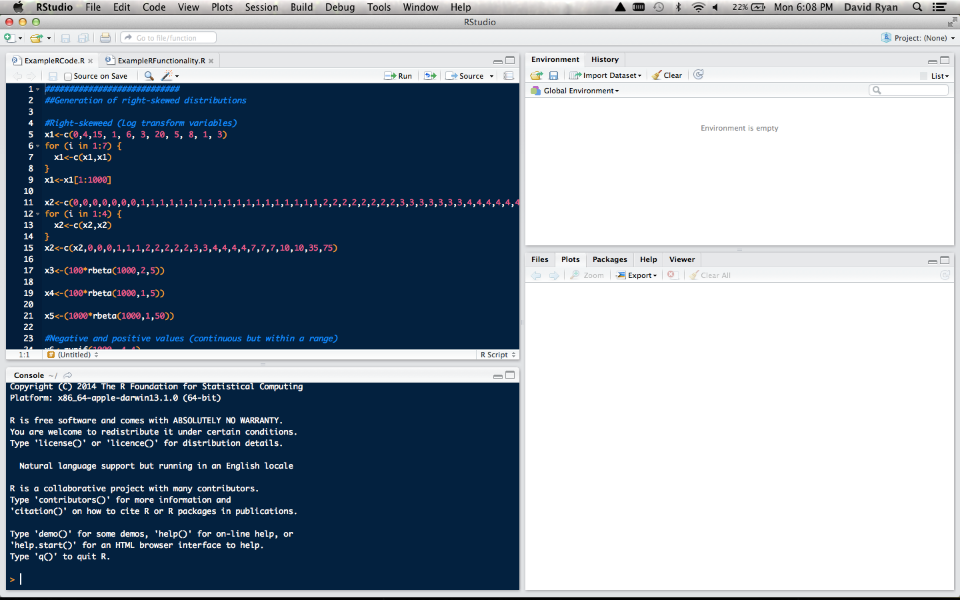 RStudio File Edit Code View Plots Session Build Debug Tools Window Help 22% Mon 6:08 PM David Ryan
RStudio
Go to file/function Project: (None)
ExampleRCode.R ExampleRFunctionality.R
Source on Save Run Source
1 ############################
2 ##Generation of right-skewed distributions
3
4 #Right-skeweed (Log transform variables)
5 x1<-c(0,4,15, 1, 6, 3, 20, 5, 8, 1, 3)
6 for (i in 1:7) {
7 x1<-c(x1,x1)
8 }
9 x1<-x1[1:1000]
10
11 x2<-c(0,0,0,0,0,0,0,1,1,1,1,1,1,1,1,1,1,1,1,1,1,1,1,1,1,1,2,2,2,2,2,2,2,2,3,3,3,3,3,3,3,4,4,4,4,4,4
12 for (i in 1:4) {
13 x2<-c(x2,x2)
14 }
15 x2<-c(x2,0,0,0,1,1,1,2,2,2,2,2,3,3,4,4,4,4,7,7,7,10,10,35,75)
16
17 x3<-(100*rbeta(1000,2,5))
18
19 x4<-(100*rbeta(1000,1,5))
20
21 x5<-(1000*rbeta(1000,1,50))
22
23 #Negative and positive values (continuous but within a range)
1:1 (Untitled) R Script
Console ~/
Copyright (C) 2014 The R Foundation for Statistical Computing
Platform: x86_64-apple-darwin13.1.0 (64-bit)
R is free software and comes with ABSOLUTELY NO WARRANTY.
You are welcome to redistribute it under certain conditions.
Type 'license()' or 'licence()' for distribution details.
Natural language support but running in an English locale
R is a collaborative project with many contributors.
Type 'contributors()' for more information and
'citation()' on how to cite R or R packages in publications.
Type 'demo()' for some demos, 'help()' for on-line help, or
'help.start()' for an HTML browser interface to help.
Type 'q()' to quit R.
>
Environment History
Import Dataset Clear List
Global Environment
Environment is empty
Files Plots Packages Help Viewer
Zoom Export Clear All